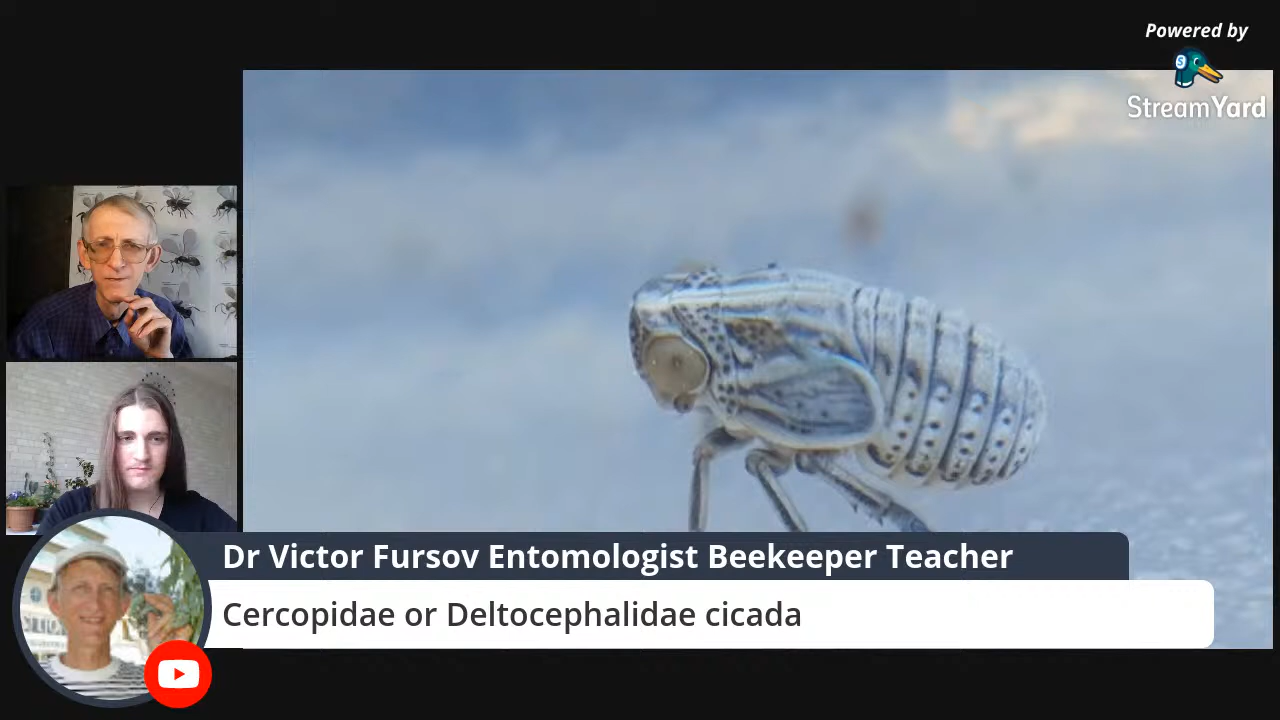 Powered by
StreamYard
Dr Victor Fursov Entomologist Beekeeper Teacher
Cercopidae or Deltocephalidae cicada